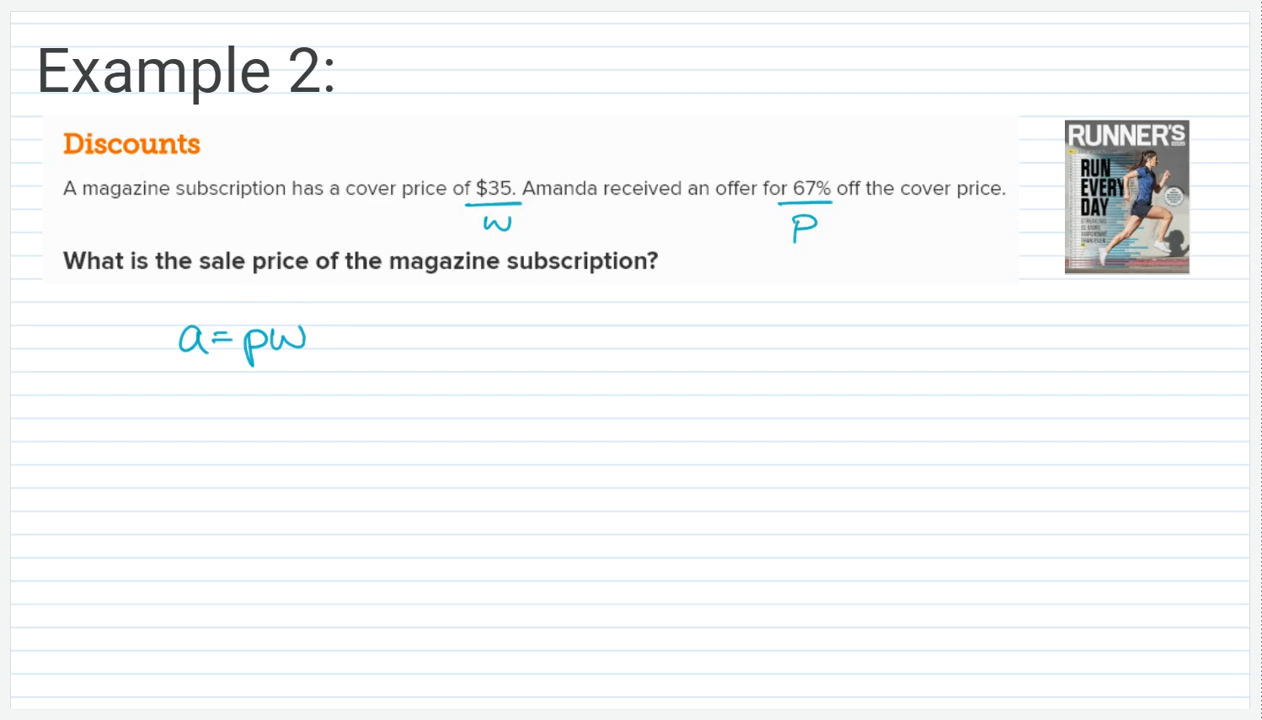 Example 2:
Discounts
A magazine subscription has a cover price of $35. Amanda received an offer for 67% off the cover price.
w
p
What is the sale price of the magazine subscription?
a = pw
RUNNER'S
RUN
EVERY
DAY